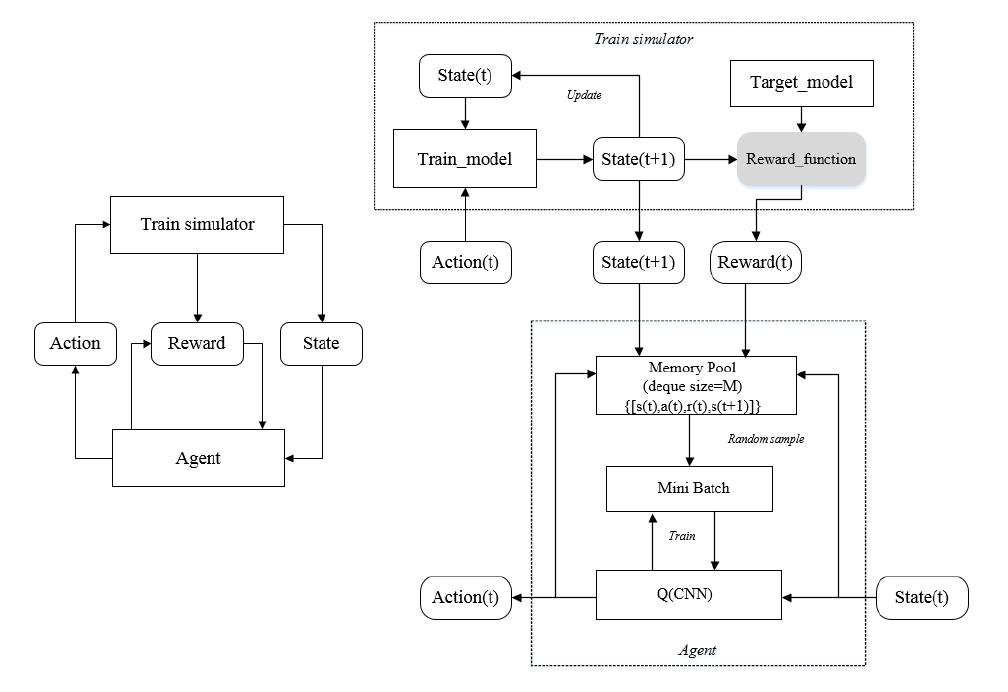 Train simulator
Action
Reward
State
Agent
Train simulator
State(t)
Update
Target_model
Train_model
State(t+1)
Reward_function
Action(t)
State(t+1)
Reward(t)
Memory Pool
(deque size=M)
{[s(t),a(t),r(t),s(t+1)]}
Random sample
Mini Batch
Train
Action(t)
Q(CNN)
State(t)
Agent